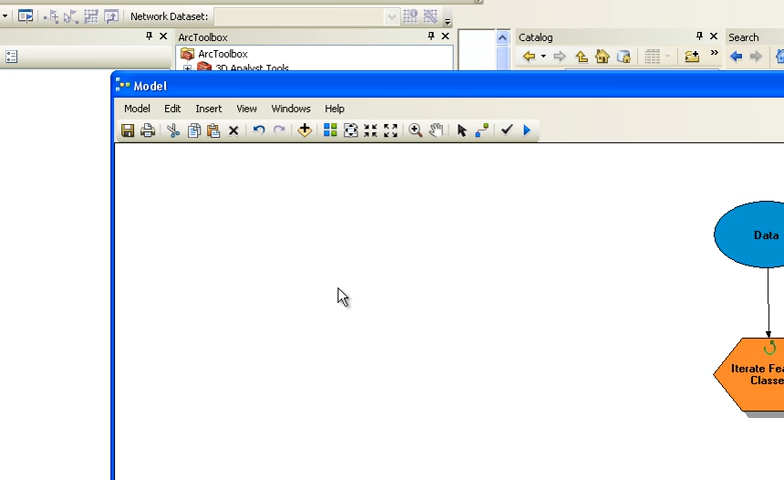 Network Dataset:
ArcToolbox
Catalog
Search
ArcToolbox
3D Analyst Tools
Model
Model Edit Insert View Windows Help
Data
Iterate Fea
Classe